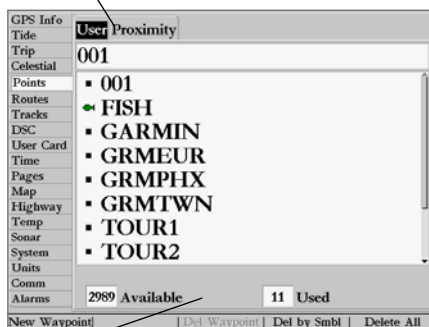 GPS Info
Tide
Trip
Celestial
Points
Routes
Tracks
DSC
User Card
Time
Pages
Map
Highway
Temp
Sonar
System
Units
Comm
Alarms
User Proximity
001
001
FISH
GARMIN
GRMEUR
GRMPHX
GRMTWN
TOUR1
TOUR2
2989 Available 11 Used
New Waypoint Del Waypoint Del by Smbl Delete All